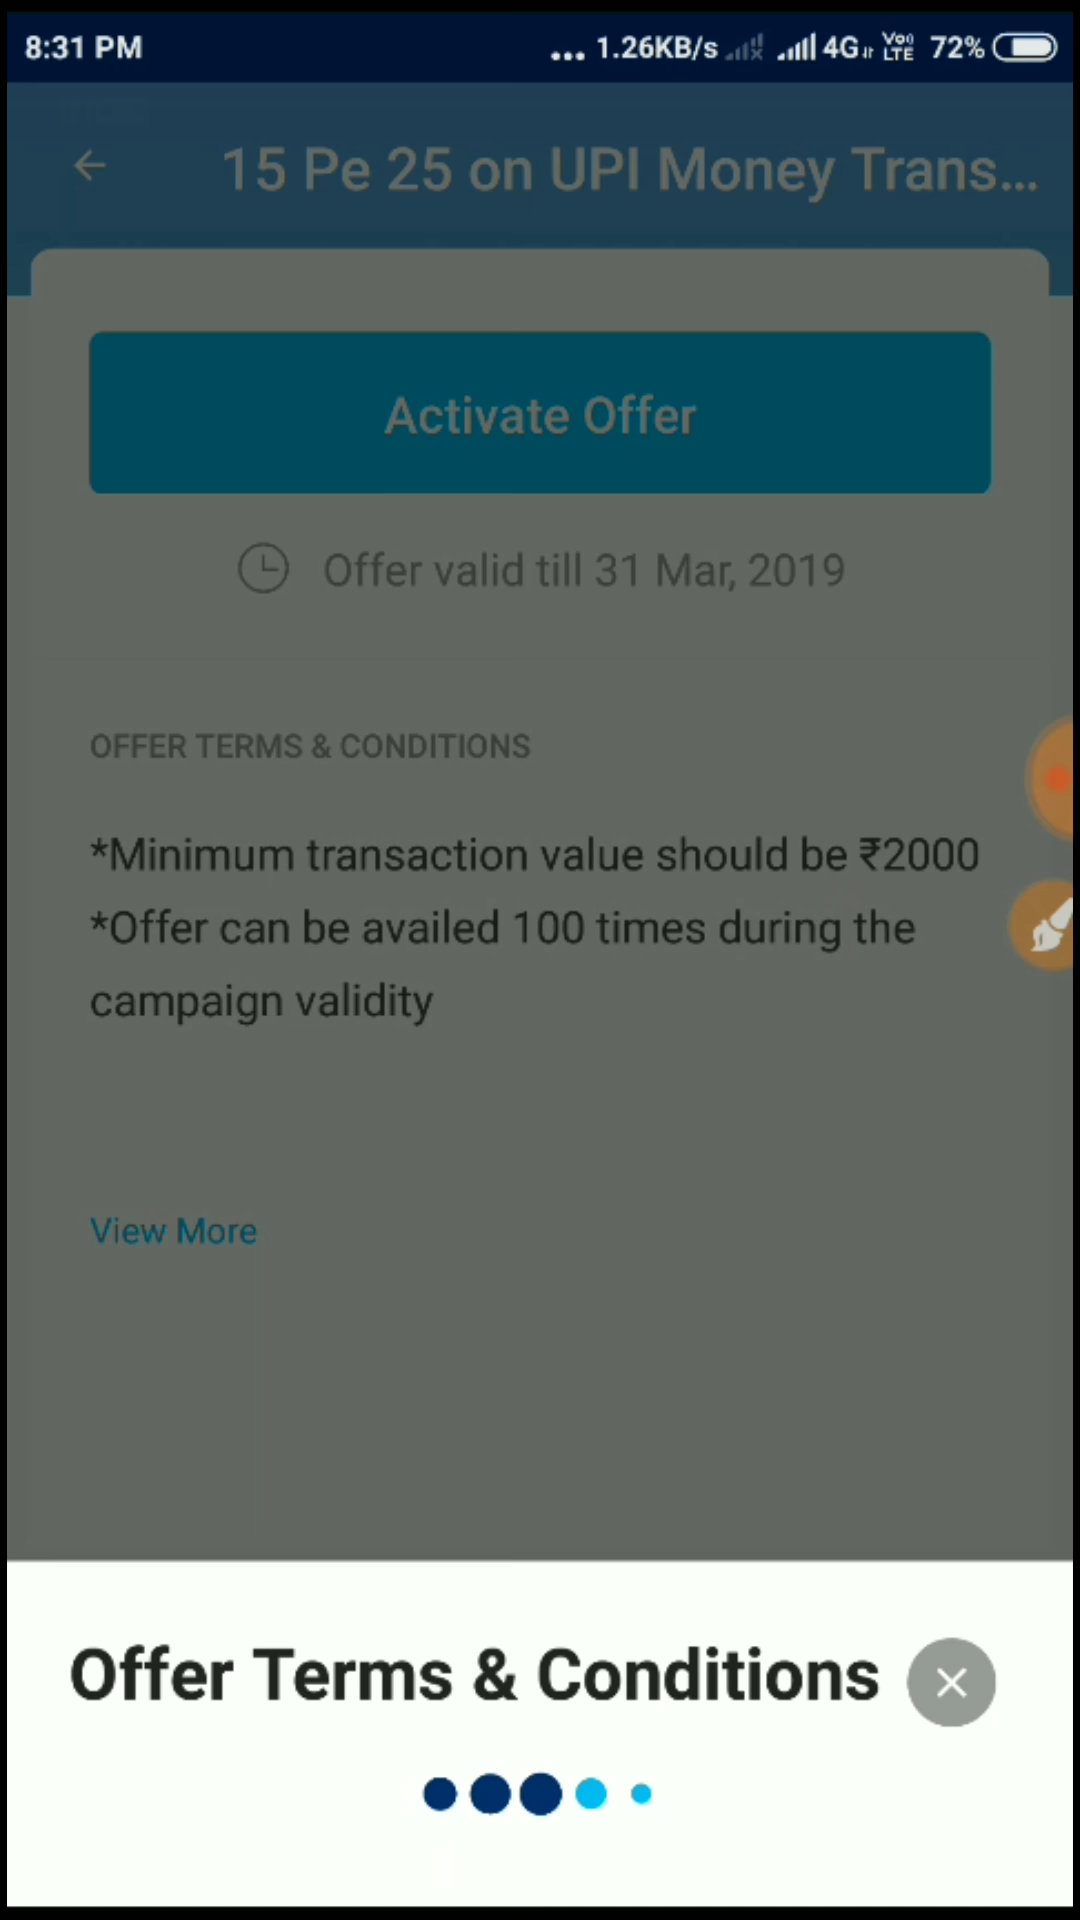 8:31 PM
... 1.26KB/s 4G Vo LTE 72%
15 Pe 25 on UPI Money Trans...
Activate Offer
Offer valid till 31 Mar, 2019
OFFER TERMS & CONDITIONS
*Minimum transaction value should be ₹2000
*Offer can be availed 100 times during the
campaign validity
View More
Offer Terms & Conditions